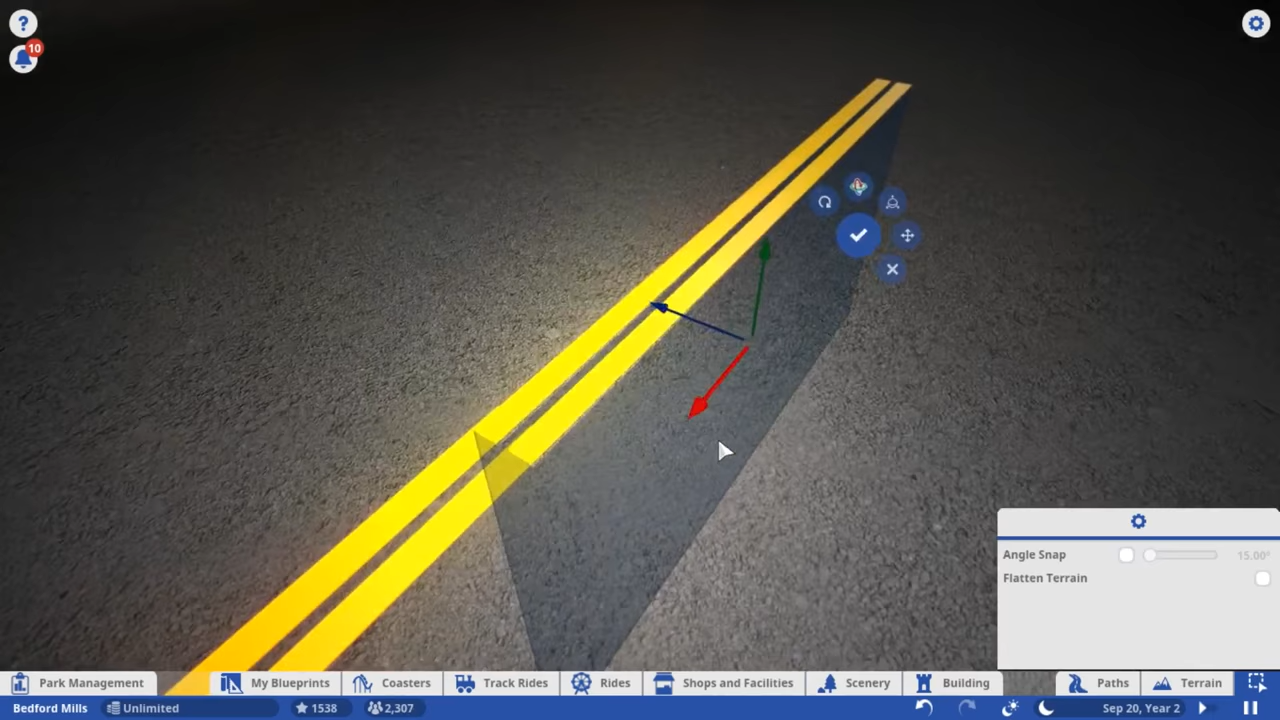 ?
10
Angle Snap 15.00°
Flatten Terrain
Park Management My Blueprints Coasters Track Rides Rides Shops and Facilities Scenery Building Paths Terrain
Bedford Mills Unlimited 1538 2,307 Sep 20, Year 2